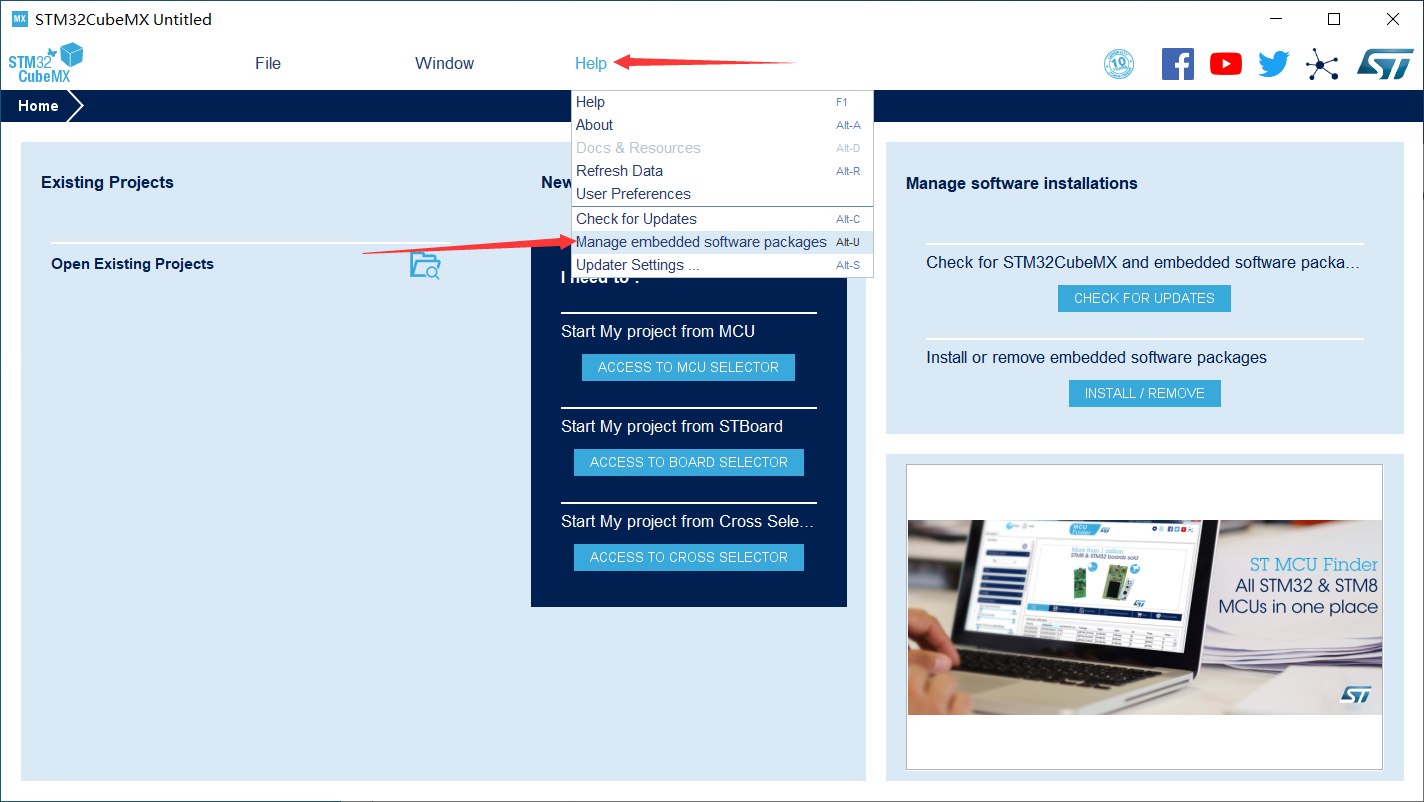 MX STM32CubeMX Untitled
STM32
CubeMX
File
Window
Help
10
ST
Home
Help F1
About Alt-A
Docs & Resources Alt-D
Refresh Data Alt-R
User Preferences
Check for Updates Alt-C
Manage embedded software packages Alt-U
Updater Settings ... Alt-S
Existing Projects
Open Existing Projects
New
I need to :
Start My project from MCU
ACCESS TO MCU SELECTOR
Start My project from STBoard
ACCESS TO BOARD SELECTOR
Start My project from Cross Sele...
ACCESS TO CROSS SELECTOR
Manage software installations
Check for STM32CubeMX and embedded software packa...
CHECK FOR UPDATES
Install or remove embedded software packages
INSTALL / REMOVE
MCU
Finder
More than 1 million
STM8 & STM32 boards sold
ST MCU Finder
All STM32 & STM8
MCUs in one place
ST